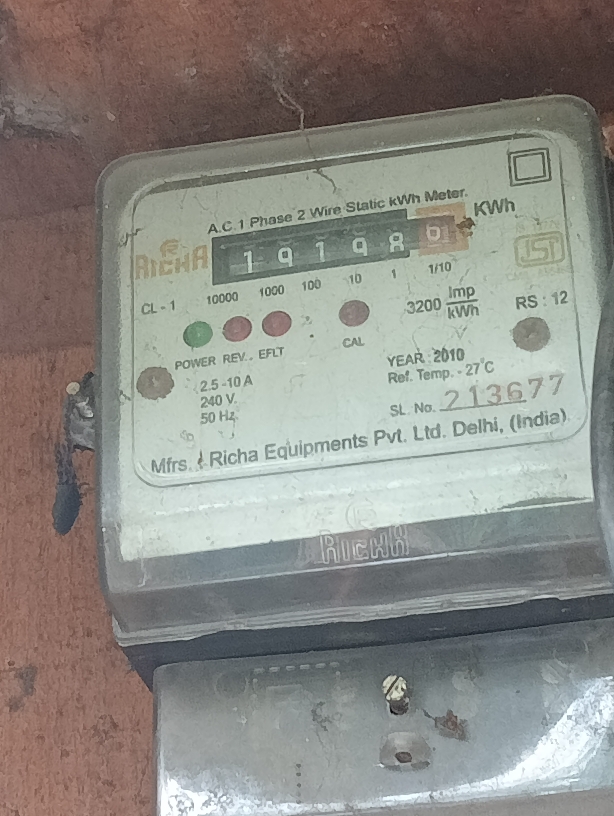 A.C.1 Phase 2 Wire Static kWh Meter.
RICHA
1 9 1 9 8 6 KWh
CL - 1 10000 1000 100 10 1 1/10
ISI
3200 Imp/kWh RS : 12
POWER REV.. EFLT CAL
2.5 -10 A
240 V.
50 Hz
YEAR : 2010
Ref. Temp. - 27°C
SL. No. 213677
Mfrs. : Richa Equipments Pvt. Ltd. Delhi, (India)
RICHA